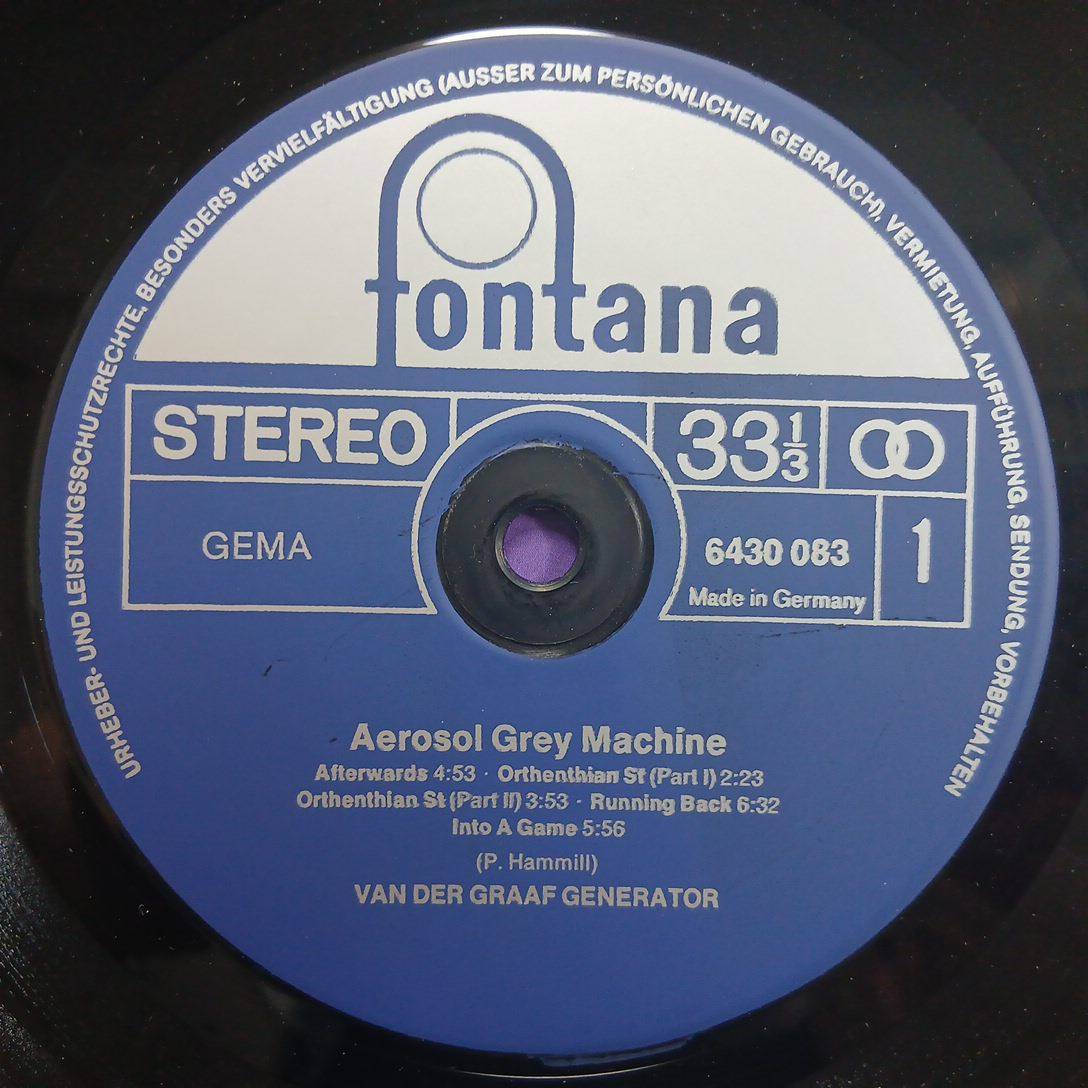 URHEBER- UND LEISTUNGSSCHUTZRECHTE, BESONDERS VERVIELFÄLTIGUNG (AUSSER ZUM PERSÖNLICHEN GEBRAUCH), VERMIETUNG, AUFFÜHRUNG, SENDUNG, VORBEHALTEN
fontana
STEREO
33 1/3
GEMA
6430 083
1
Made in Germany
Aerosol Grey Machine
Afterwards 4:53 · Orthenthian St (Part I) 2:23
Orthenthian St (Part II) 3:53 · Running Back 6:32
Into A Game 5:56
(P. Hammill)
VAN DER GRAAF GENERATOR